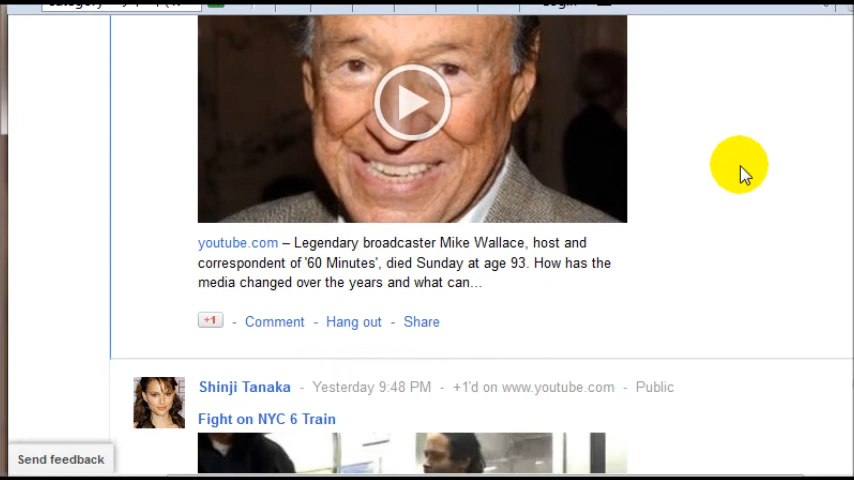 youtube.com – Legendary broadcaster Mike Wallace, host and
correspondent of '60 Minutes', died Sunday at age 93. How has the
media changed over the years and what can...
+1 - Comment - Hang out - Share
Shinji Tanaka - Yesterday 9:48 PM - +1'd on www.youtube.com - Public
Fight on NYC 6 Train
Send feedback